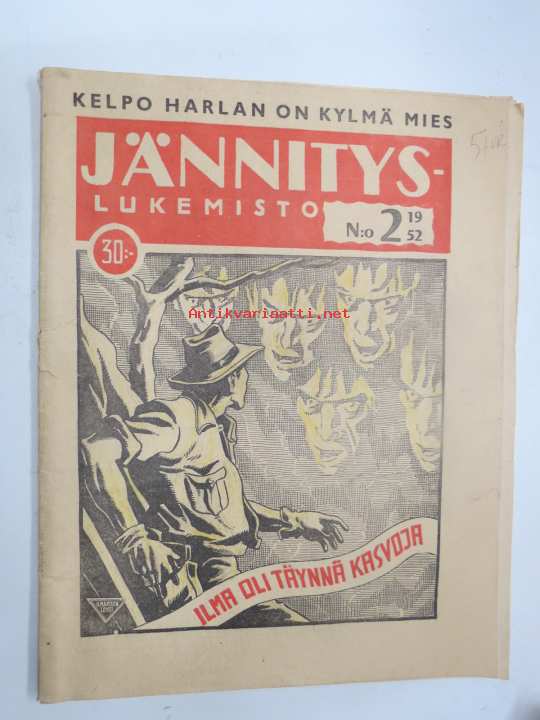 KELPO HARLAN ON KYLMÄ MIES
JÄNNITYS-
LUKEMISTO
N:o 2 19 52
30:-
Antikvariaatti.net
ILMA OLI TÄYNNÄ KASVOJA